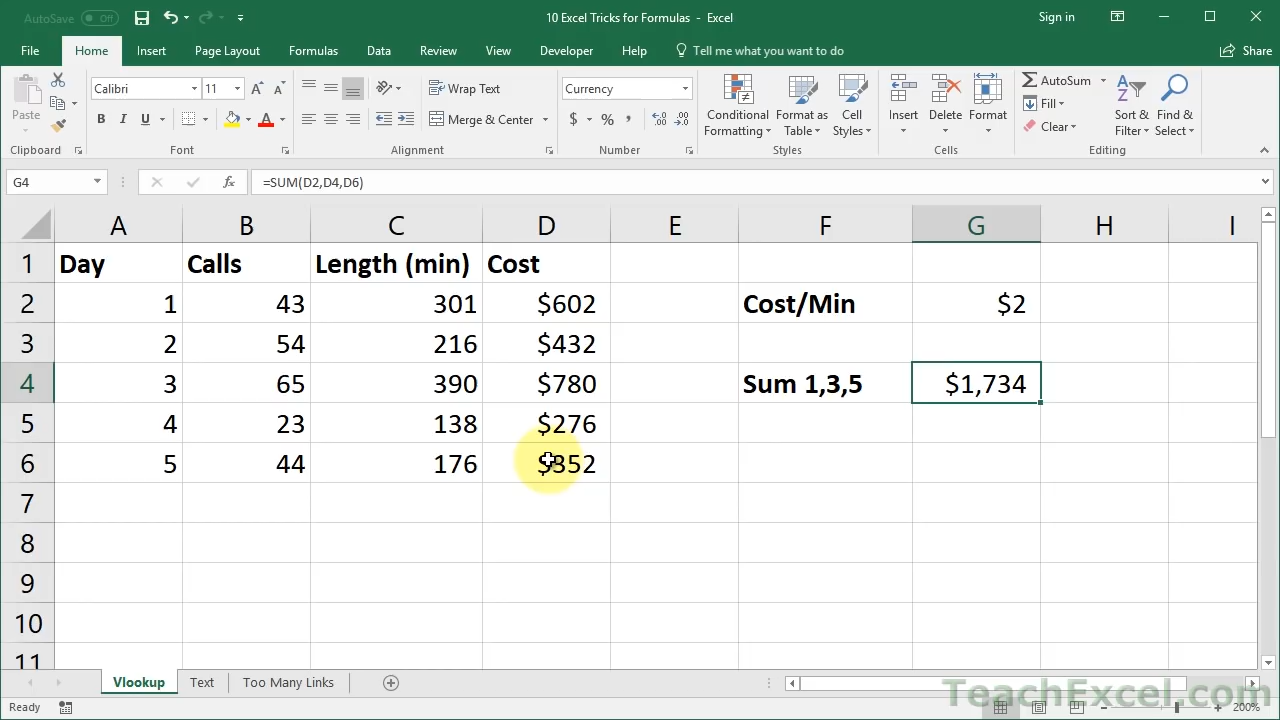 AutoSave Off
10 Excel Tricks for Formulas - Excel
Sign in
File Home Insert Page Layout Formulas Data Review View Developer Help Tell me what you want to do Share
Paste
Calibri 11
B I U
Wrap Text
Merge & Center
Currency
$ % ,
Conditional Formatting
Format as Table
Cell Styles
Insert Delete Format
AutoSum
Fill
Clear
Sort & Filter
Find & Select
Clipboard Font Alignment Number Styles Cells Editing
G4 fx =SUM(D2,D4,D6)
A B C D E F G H I
1 Day Calls Length (min) Cost
2 1 43 301 $602 Cost/Min $2
3 2 54 216 $432
4 3 65 390 $780 Sum 1,3,5 $1,734
5 4 23 138 $276
6 5 44 176 $352
7
8
9
10
11
Vlookup Text Too Many Links
Ready 200%
TeachExcel.com